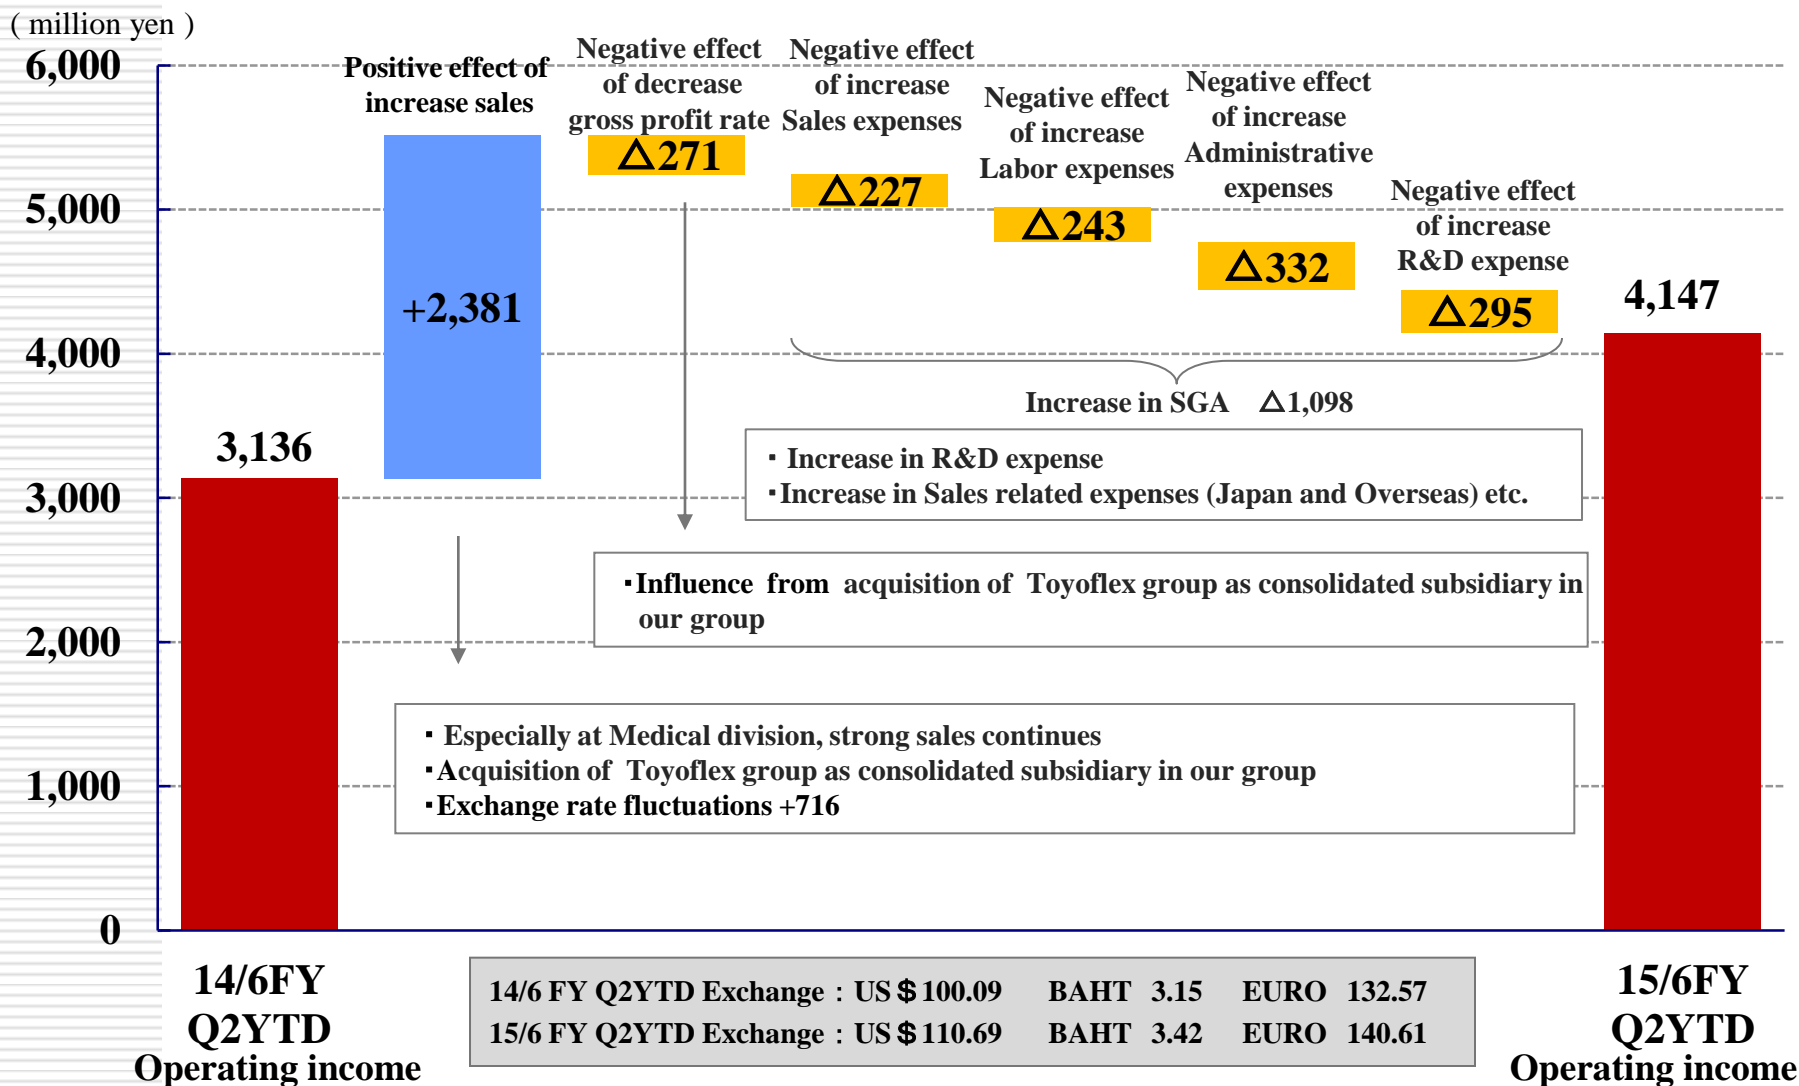 ( million yen )
6,000
5,000
4,000
3,000
2,000
1,000
0
Positive effect of
increase sales
Negative effect
of decrease
gross profit rate
Negative effect
of increase
Sales expenses
Negative effect
of increase
Labor expenses
Negative effect
of increase
Administrative
expenses
Negative effect
of increase
R&D expense
3,136
+2,381
△271
△227
△243
△332
△295
4,147
Increase in SGA △1,098
・Increase in R&D expense
・Increase in Sales related expenses (Japan and Overseas) etc.
・Influence from acquisition of Toyoflex group as consolidated subsidiary in
our group
・Especially at Medical division, strong sales continues
・Acquisition of Toyoflex group as consolidated subsidiary in our group
・Exchange rate fluctuations +716
14/6FY
Q2YTD
Operating income
14/6 FY Q2YTD Exchange：US＄100.09 BAHT 3.15 EURO 132.57
15/6 FY Q2YTD Exchange：US＄110.69 BAHT 3.42 EURO 140.61
15/6FY
Q2YTD
Operating income